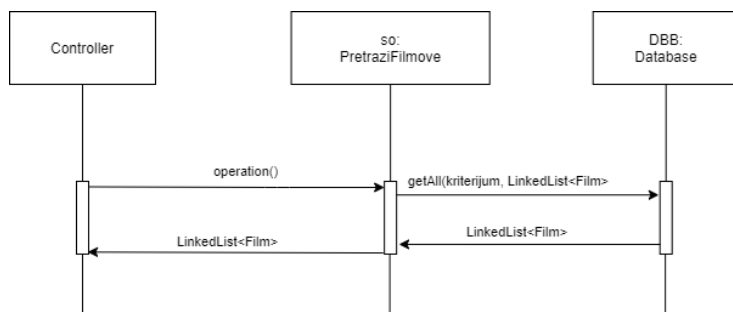 Controller
so:
PretraziFilmove
DBB:
Database
operation()
getAll(kriterijum, LinkedList<Film>
LinkedList<Film>
LinkedList<Film>